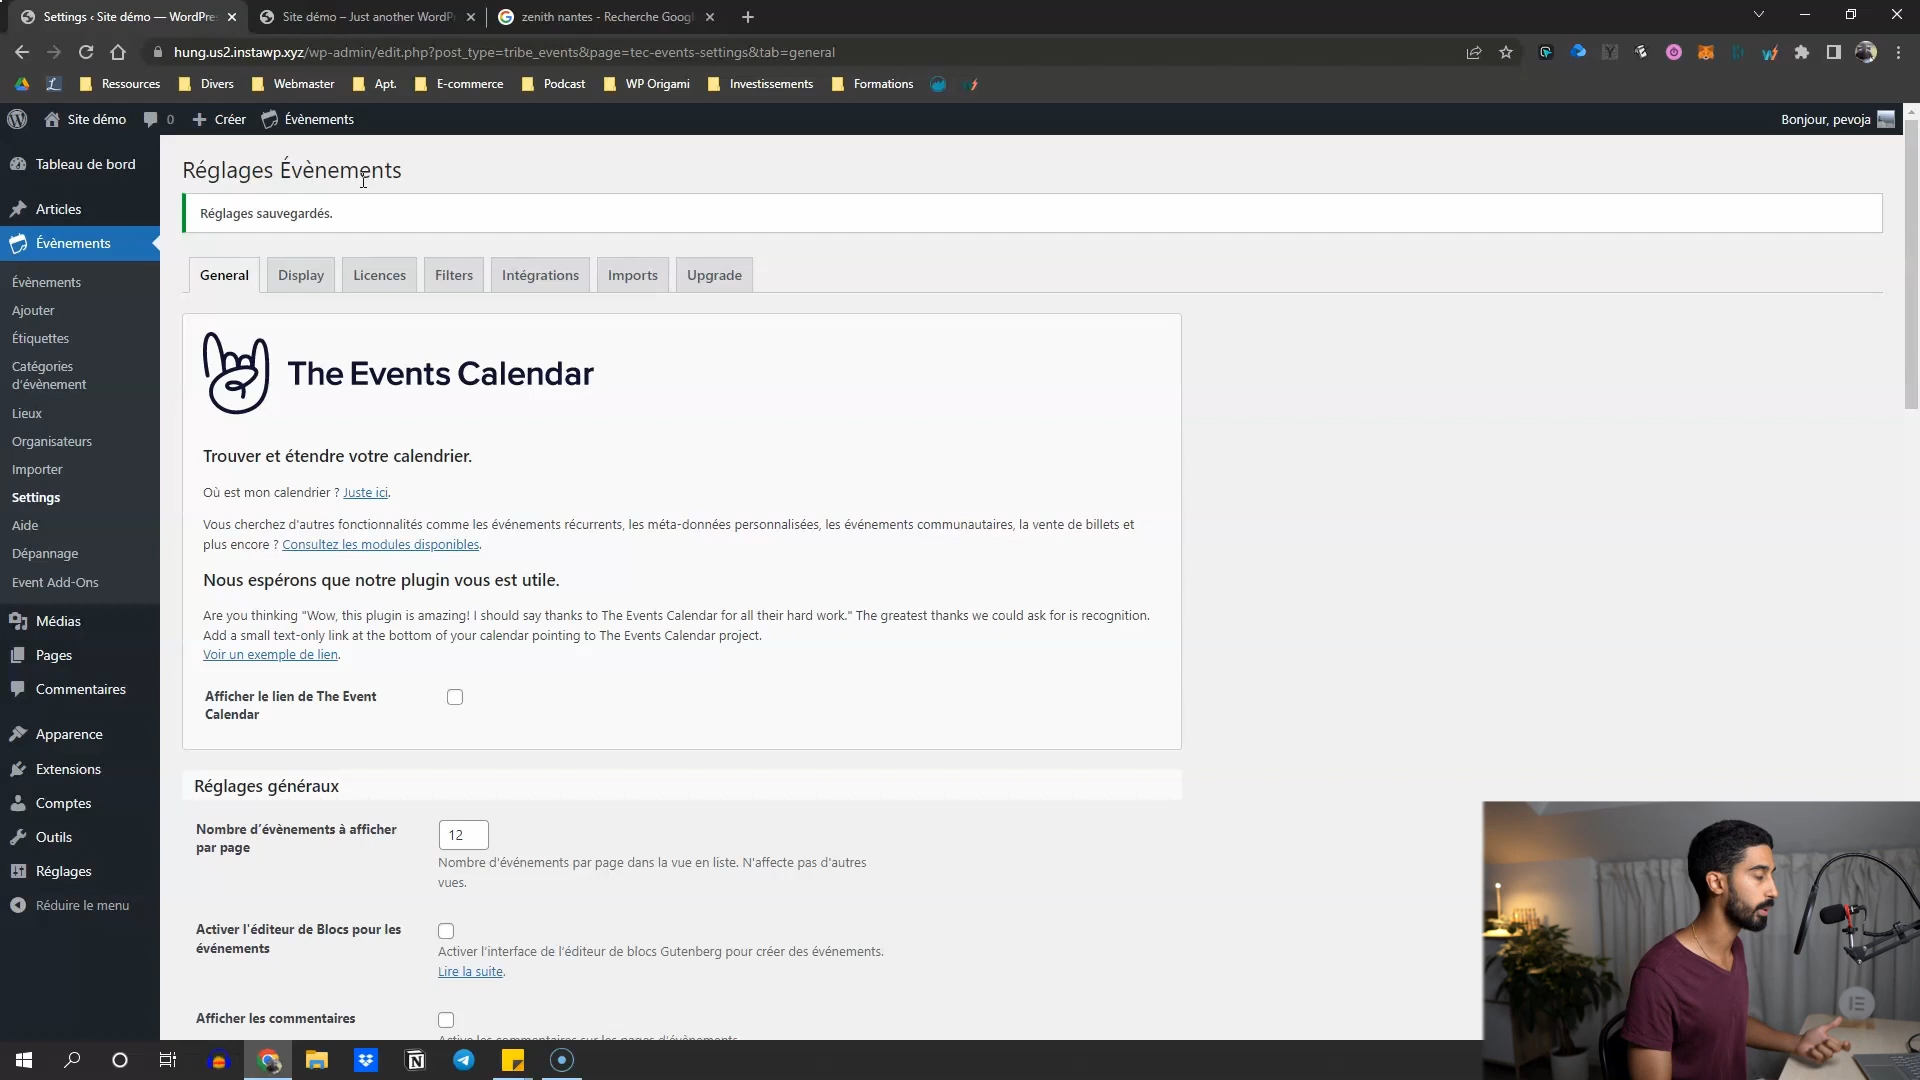 Settings ‹ Site démo — WordPres
Site démo – Just another WordPr
zenith nantes - Recherche Googl
hung.us2.instawp.xyz/wp-admin/edit.php?post_type=tribe_events&page=tec-events-settings&tab=general
Ressources
Divers
Webmaster
Apt.
E-commerce
Podcast
WP Origami
Investissements
Formations
Site démo
0
Créer
Évènements
Bonjour, pevoja
Tableau de bord
Articles
Évènements
Évènements
Ajouter
Étiquettes
Catégories
d'évènement
Lieux
Organisateurs
Importer
Settings
Aide
Dépannage
Event Add-Ons
Médias
Pages
Commentaires
Apparence
Extensions
Comptes
Outils
Réglages
Réduire le menu
Réglages Évènements
Réglages sauvegardés.
General
Display
Licences
Filters
Intégrations
Imports
Upgrade
The Events Calendar
Trouver et étendre votre calendrier.
Où est mon calendrier ? Juste ici.
Vous cherchez d'autres fonctionnalités comme les événements récurrents, les méta-données personnalisées, les événements communautaires, la vente de billets et
plus encore ? Consultez les modules disponibles.
Nous espérons que notre plugin vous est utile.
Are you thinking "Wow, this plugin is amazing! I should say thanks to The Events Calendar for all their hard work." The greatest thanks we could ask for is recognition.
Add a small text-only link at the bottom of your calendar pointing to The Events Calendar project.
Voir un exemple de lien.
Afficher le lien de The Event
Calendar
Réglages généraux
Nombre d'évènements à afficher
par page
12
Nombre d'événements par page dans la vue en liste. N'affecte pas d'autres
vues.
Activer l'éditeur de Blocs pour les
événements
Activer l'interface de l'éditeur de blocs Gutenberg pour créer des événements.
Lire la suite.
Afficher les commentaires
Active les commentaires sur les pages d'évènements